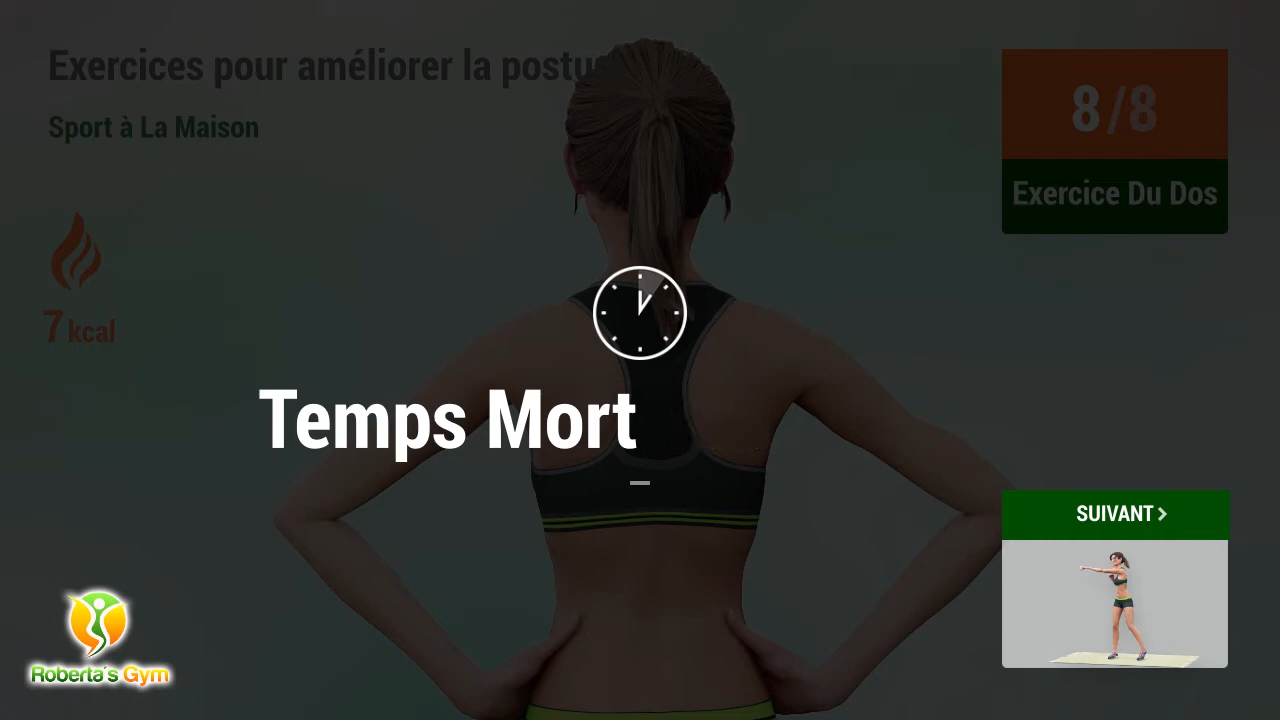 Exercices pour améliorer la postu
Sport à La Maison
8/8
Exercice Du Dos
7 kcal
Temps Mort
SUIVANT >
Roberta's Gym